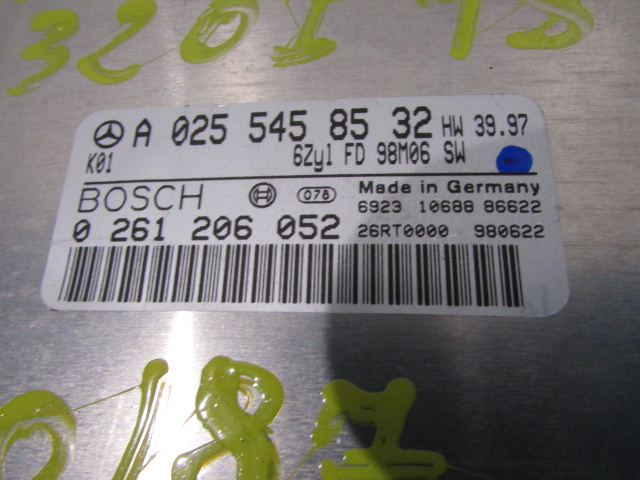 A 025 545 85 32 HW 39.97
K01 6Zyl FD 98M06 SW
BOSCH 078 Made in Germany
6923 10688 86622
0 261 206 052 26RT0000 980622